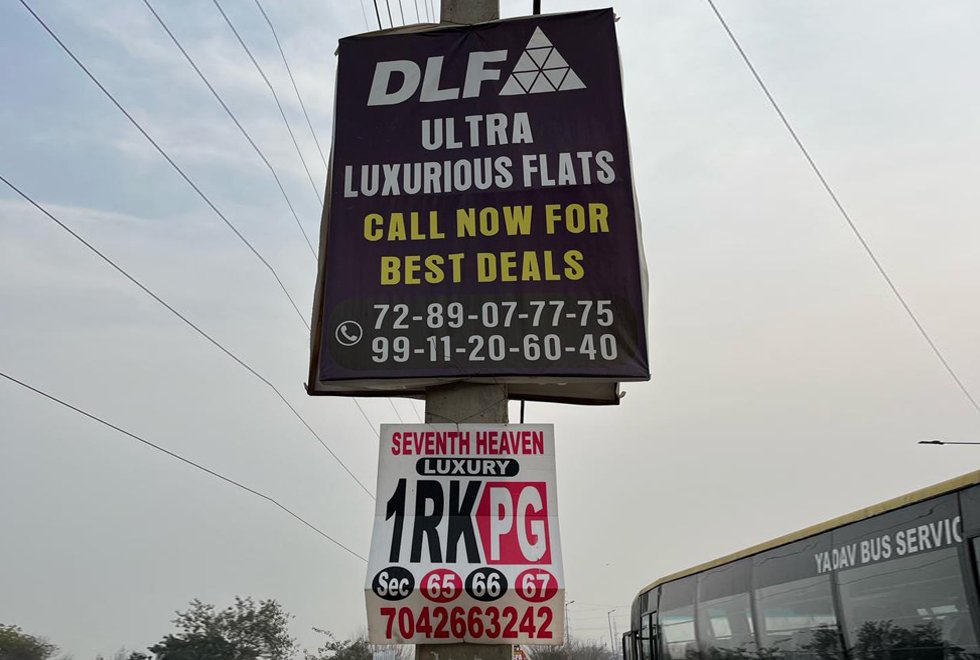 DLF
ULTRA
LUXURIOUS FLATS
CALL NOW FOR
BEST DEALS
72-89-07-77-75
99-11-20-60-40
SEVENTH HEAVEN
LUXURY
1RK PG
Sec 65 66 67
7042663242
YADAV BUS SERVIC